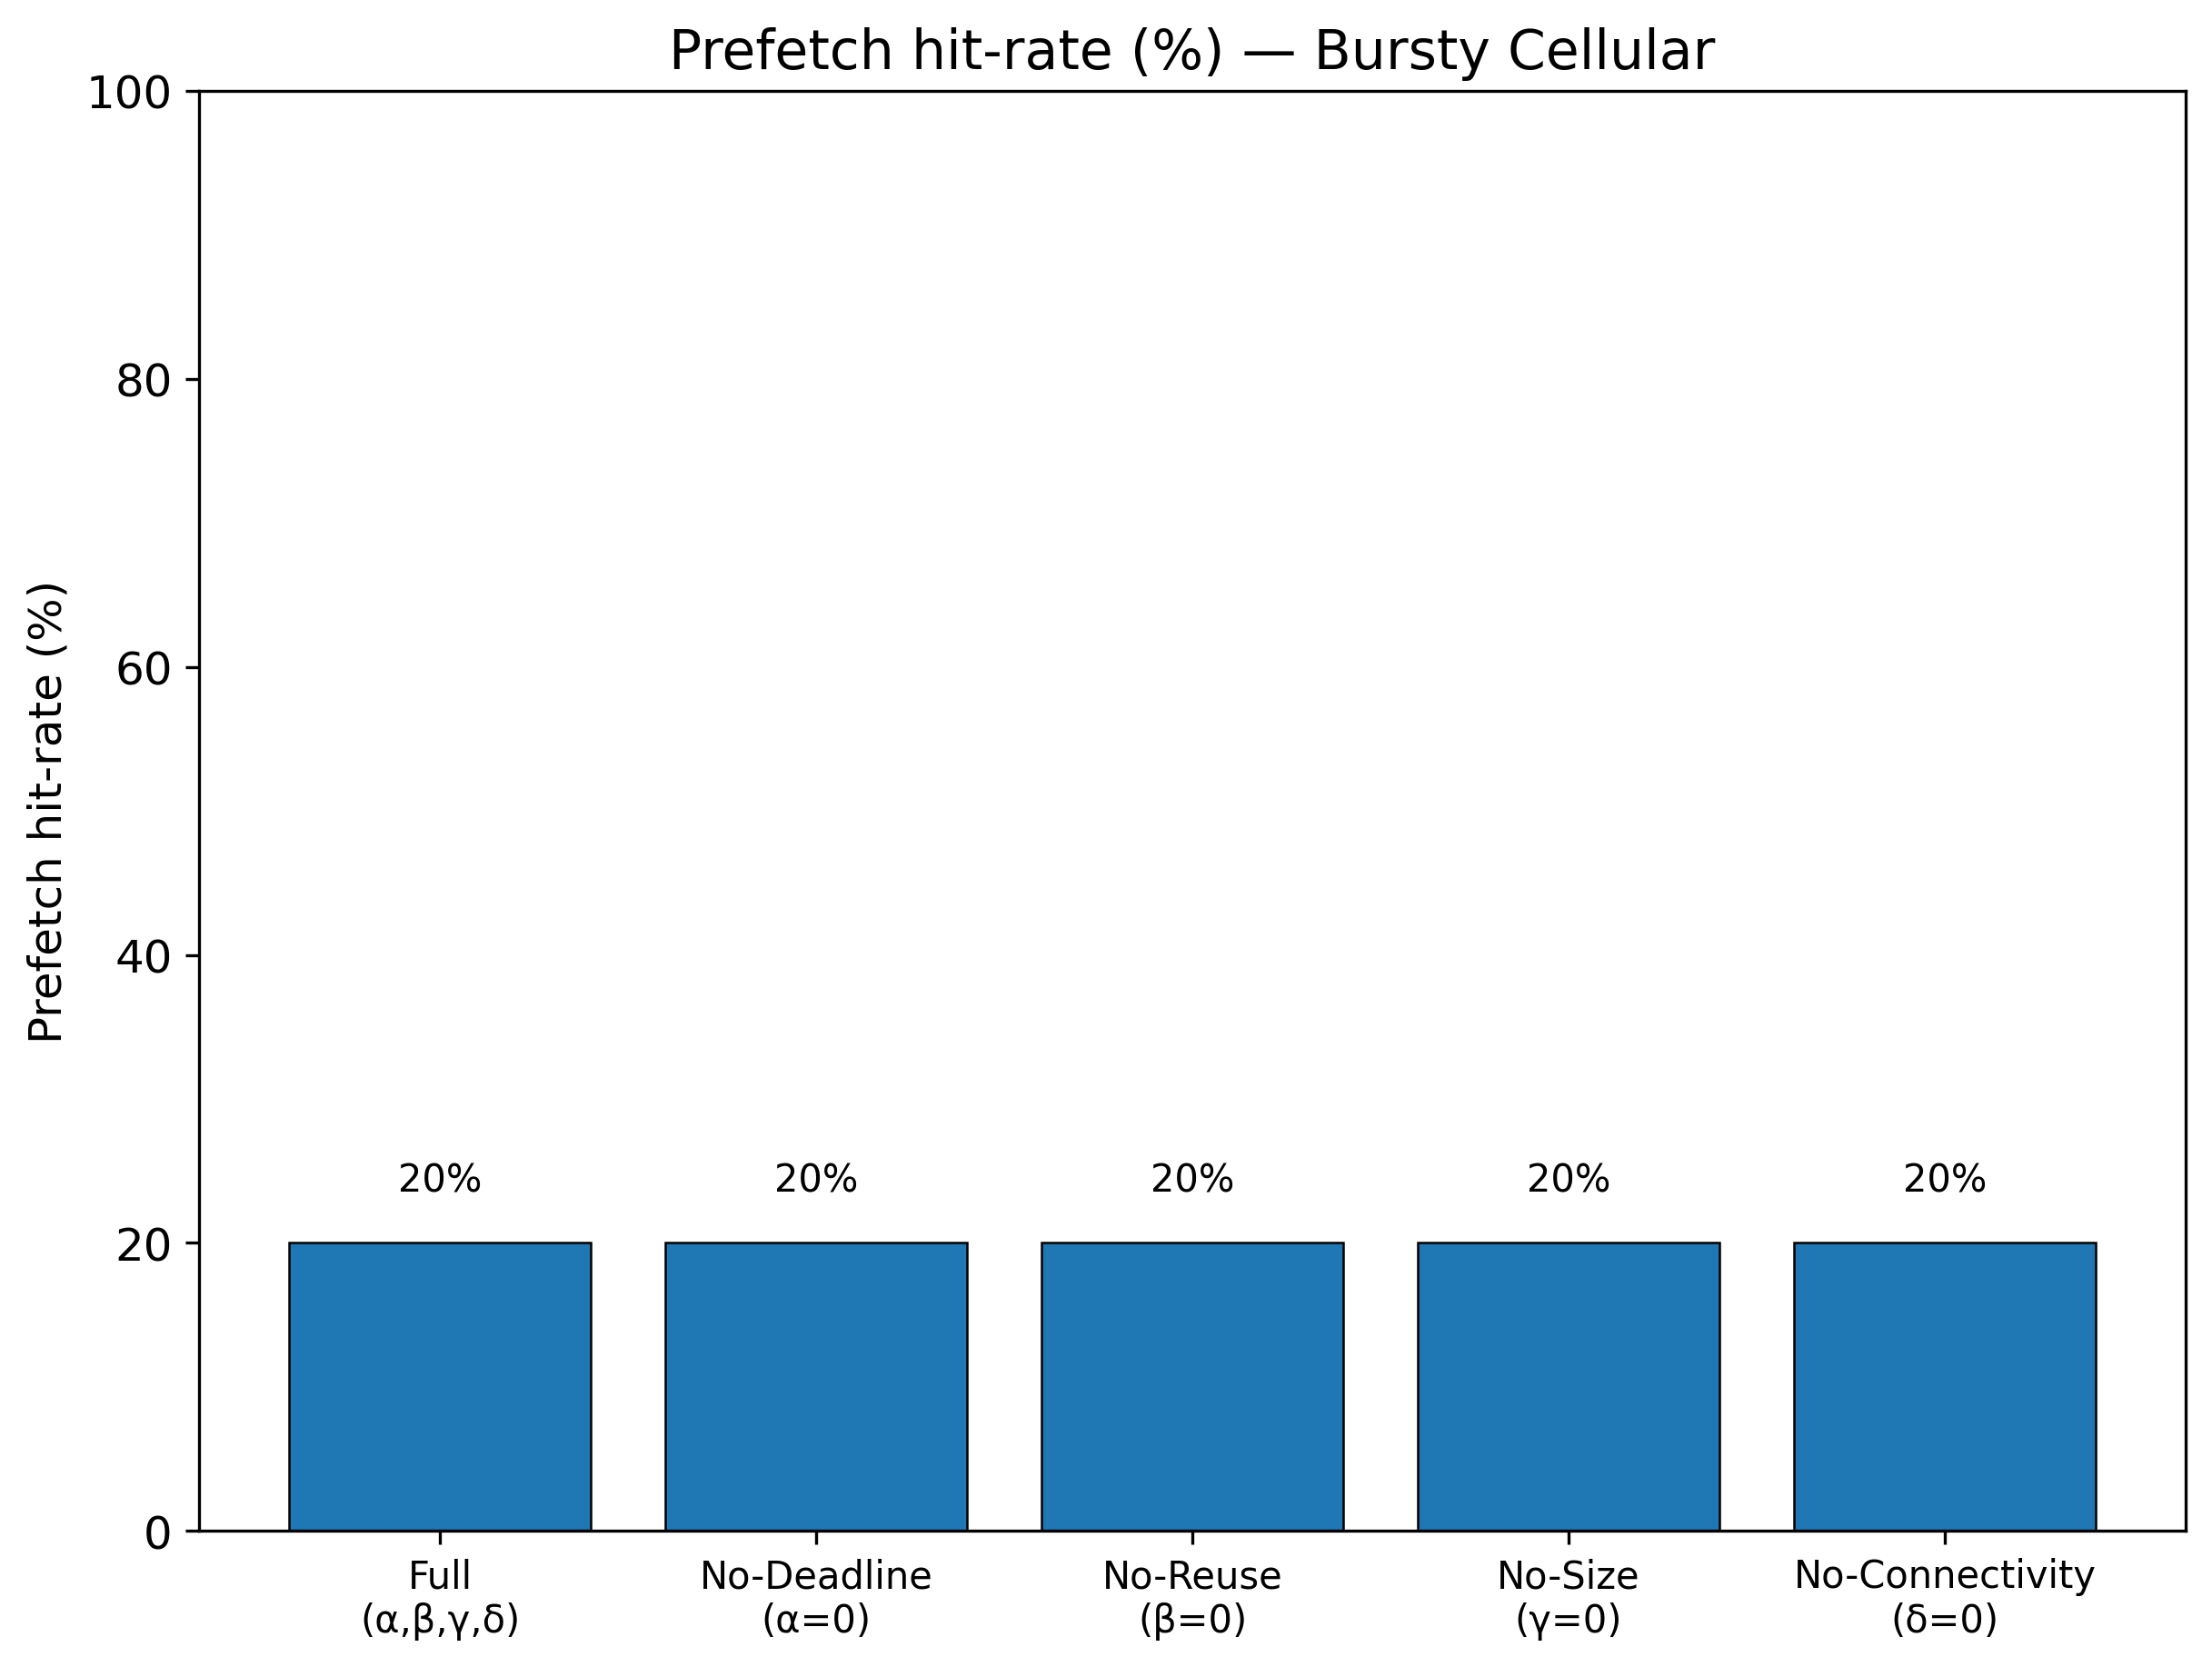 Prefetch hit-rate (%) — Bursty Cellular
Prefetch hit-rate (%)
100
80
60
40
20
0
20%
20%
20%
20%
20%
Full
(α,β,γ,δ)
No-Deadline
(α=0)
No-Reuse
(β=0)
No-Size
(γ=0)
No-Connectivity
(δ=0)